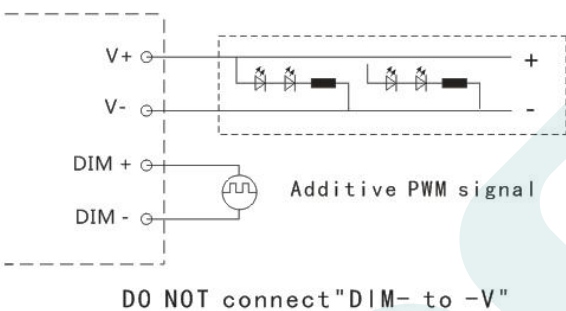 V+
+
V-
-
DIM +
Additive PWM signal
DIM -
DO NOT connect"DIM- to -V"